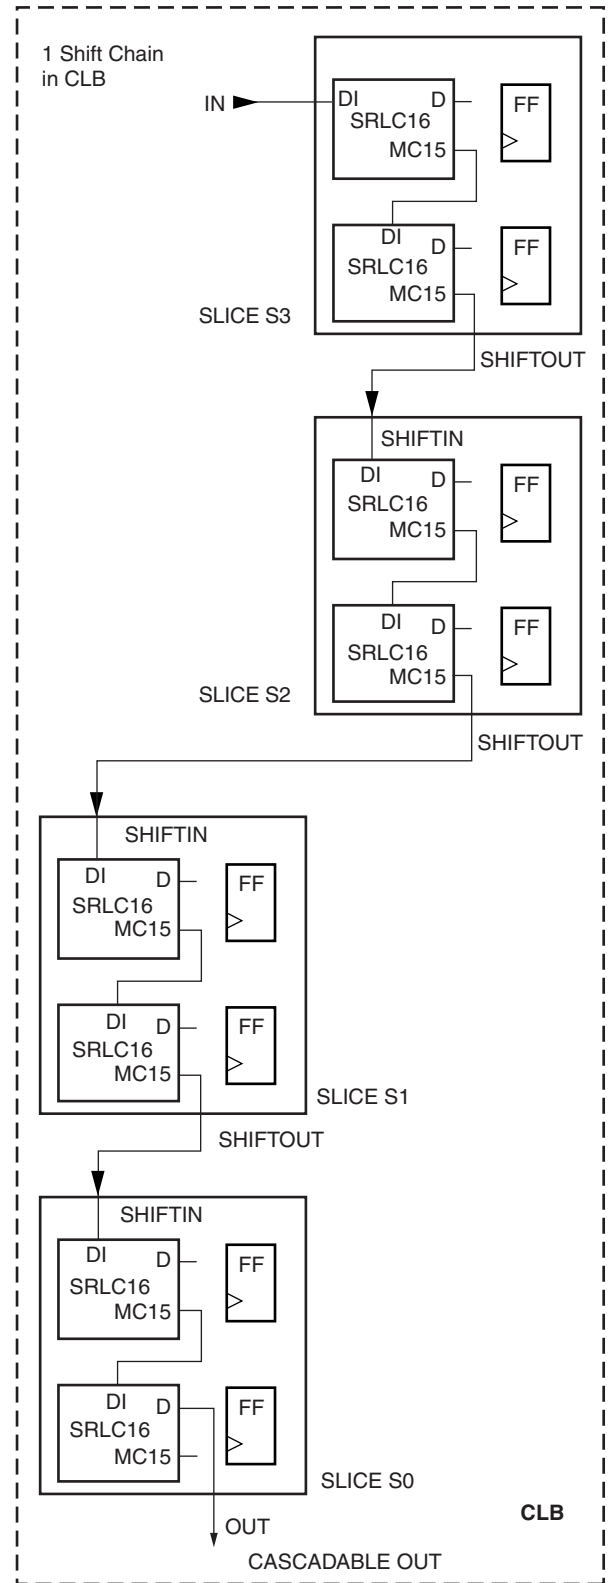 1 Shift Chain
in CLB
IN
DI D
SRLC16
MC15
FF
DI
D
SRLC16
MC15
FF
SLICE S3
SHIFTOUT
SHIFTIN
DI D
SRLC16
MC15
FF
DI D
SRLC16
MC15
FF
SLICE S2
SHIFTOUT
SHIFTIN
DI D
SRLC16
MC15
FF
DI D
SRLC16
MC15
FF
SLICE S1
SHIFTOUT
SHIFTIN
DI D
SRLC16
MC15
FF
DI D
SRLC16
MC15
FF
SLICE S0
OUT
CLB
CASCADABLE OUT